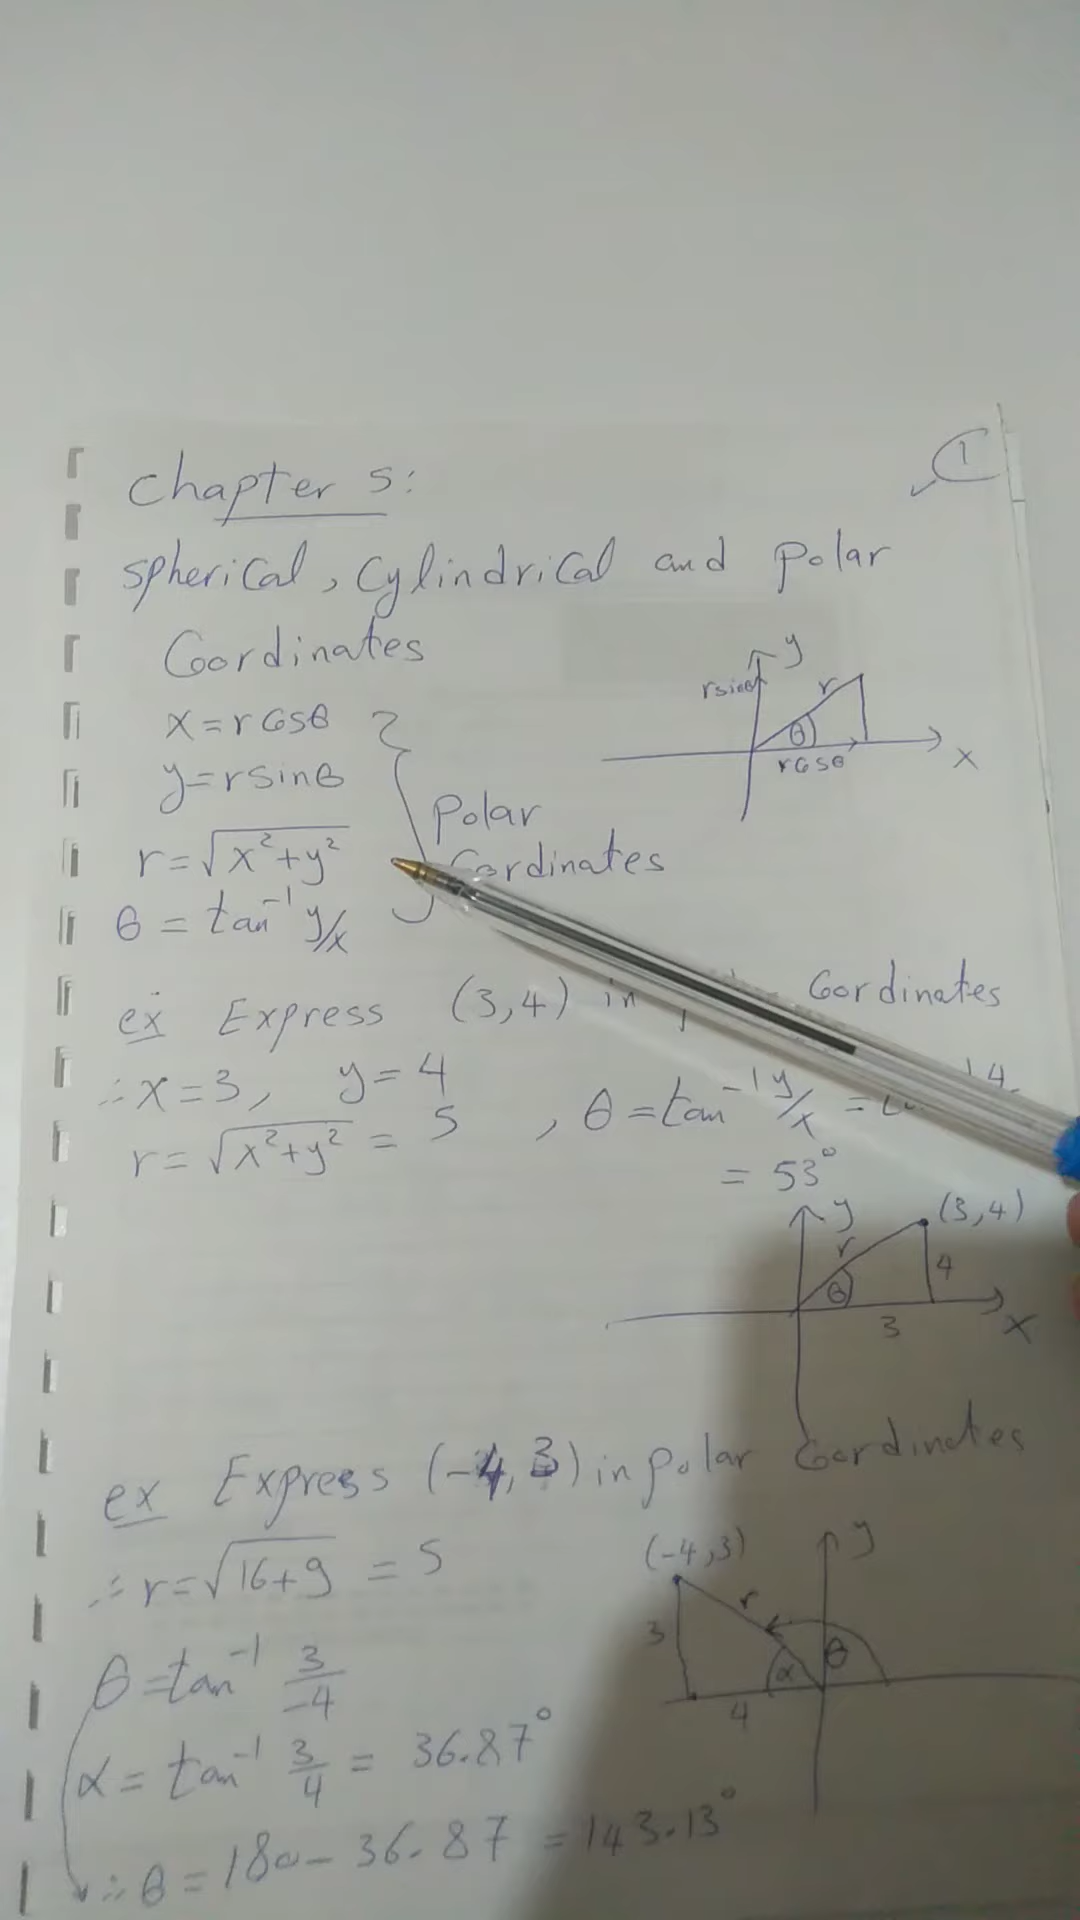 1
Chapter 5:
Spherical, Cylindrical and Polar
Coordinates
x = r cosθ
y = r sinθ
r = √x²+y²
θ = tan⁻¹ y/x
Polar
Cordinates
y
r sinθ
r
θ
r cosθ
x
ex Express (3,4) in Cordinates
∴ x = 3, y = 4
r = √x²+y² = 5, θ = tan⁻¹ y/x =
= 53°
y
(3,4)
r
4
θ
3
x
ex Express (-4,3) in polar Cordinates
∴ r = √16+9 = 5
θ = tan⁻¹ 3/-4
α = tan⁻¹ 3/4 = 36.87°
∴ θ = 180 - 36.87 = 143.13°
(-4,3)
y
r
3
α
θ
4